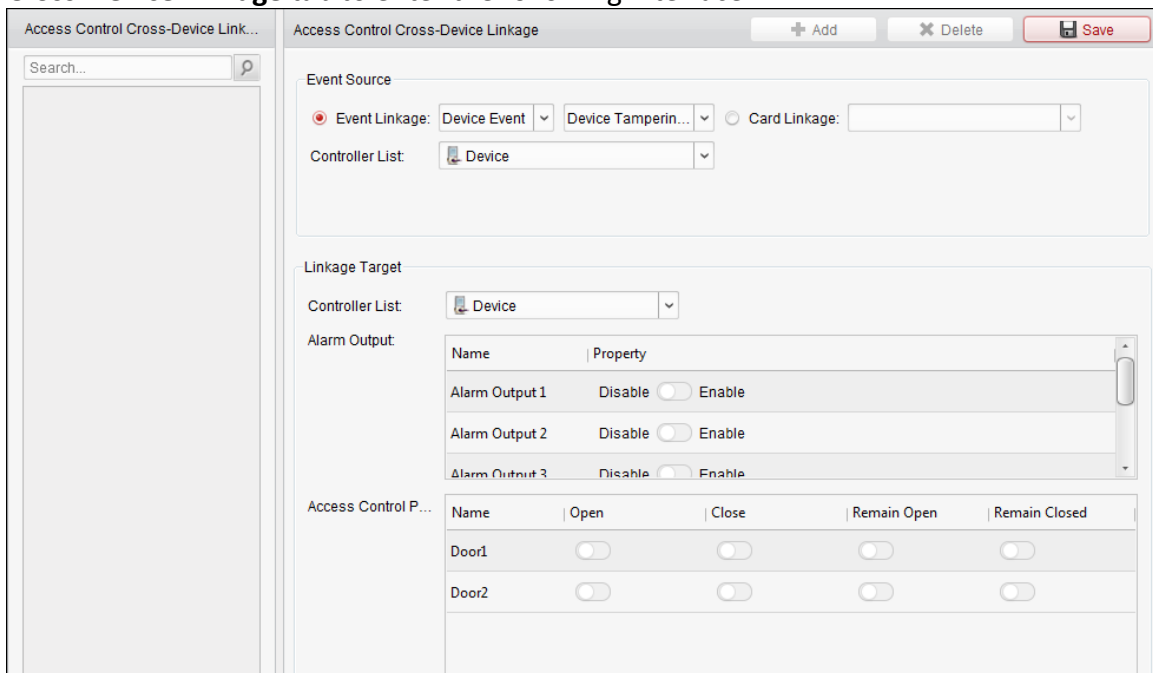 Access Control Cross-Device Link...
Search...
Access Control Cross-Device Linkage
Add
Delete
Save
Event Source
Event Linkage: Device Event Device Tamperin... Card Linkage:
Controller List: Device
Linkage Target
Controller List: Device
Alarm Output:
Name Property
Alarm Output 1 Disable Enable
Alarm Output 2 Disable Enable
Alarm Output 3 Disable Enable
Access Control P...
Name Open Close Remain Open Remain Closed
Door1
Door2